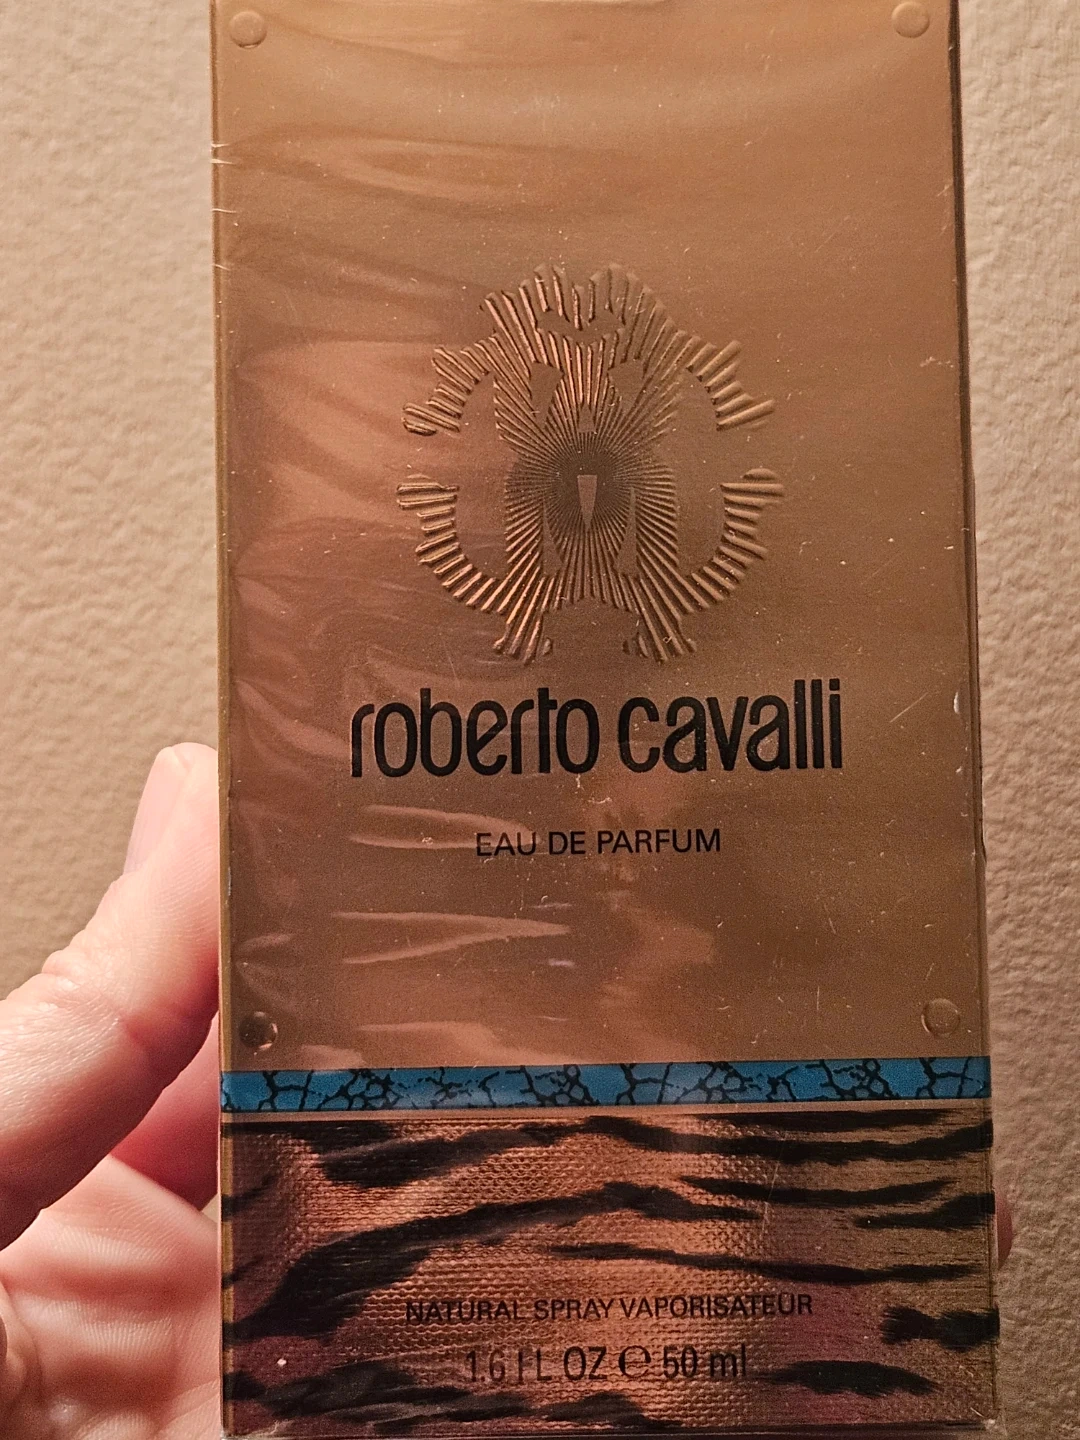 roberto cavalli
EAU DE PARFUM
NATURAL SPRAY VAPORISATEUR
1.6 FL OZ ℮ 50 ml